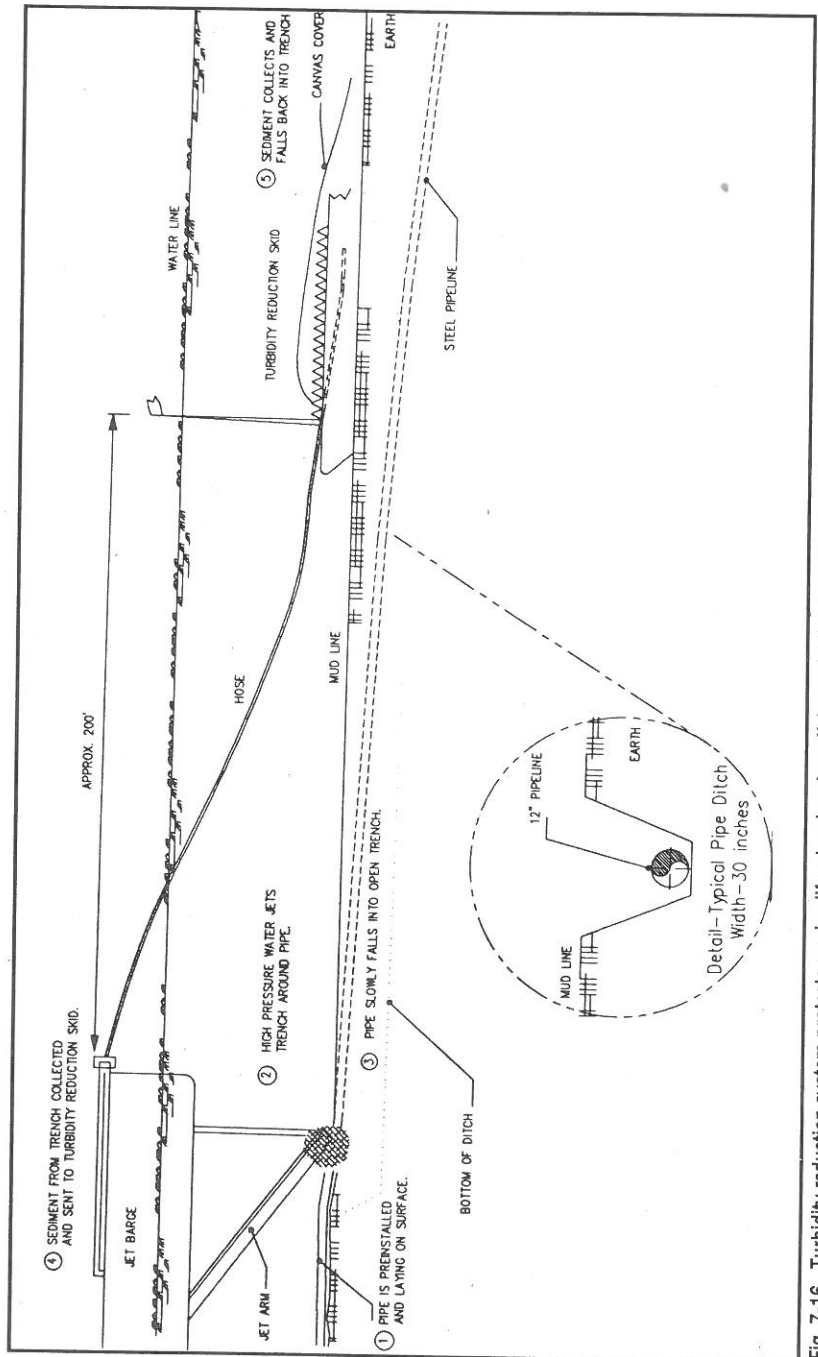 ④ SEDIMENT FROM TRENCH COLLECTED
AND SENT TO TURBIDITY REDUCTION SKID.
APPROX. 200'
WATER LINE
⑤ SEDIMENT COLLECTS AND
FALLS BACK INTO TRENCH
CANVAS COVER
TURBIDITY REDUCTION SKID
JET BARGE
HOSE
② HIGH PRESSURE WATER JETS
TRENCH AROUND PIPE.
JET ARM
MUD LINE
EARTH
① PIPE IS PREINSTALLED
AND LAYING ON SURFACE.
③ PIPE SLOWLY FALLS INTO OPEN TRENCH.
STEEL PIPELINE
BOTTOM OF DITCH
12" PIPELINE
MUD LINE
EARTH
Detail-Typical Pipe Ditch
Width-30 inches
Fig. 7-16 Turbidity reduction system